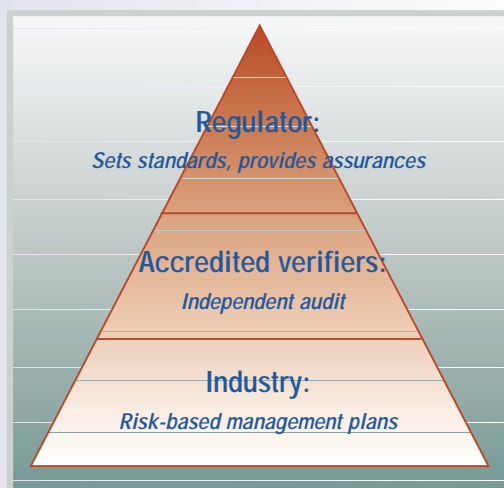 Regulator:
Sets standards, provides assurances
Accredited verifiers:
Independent audit
Industry:
Risk-based management plans